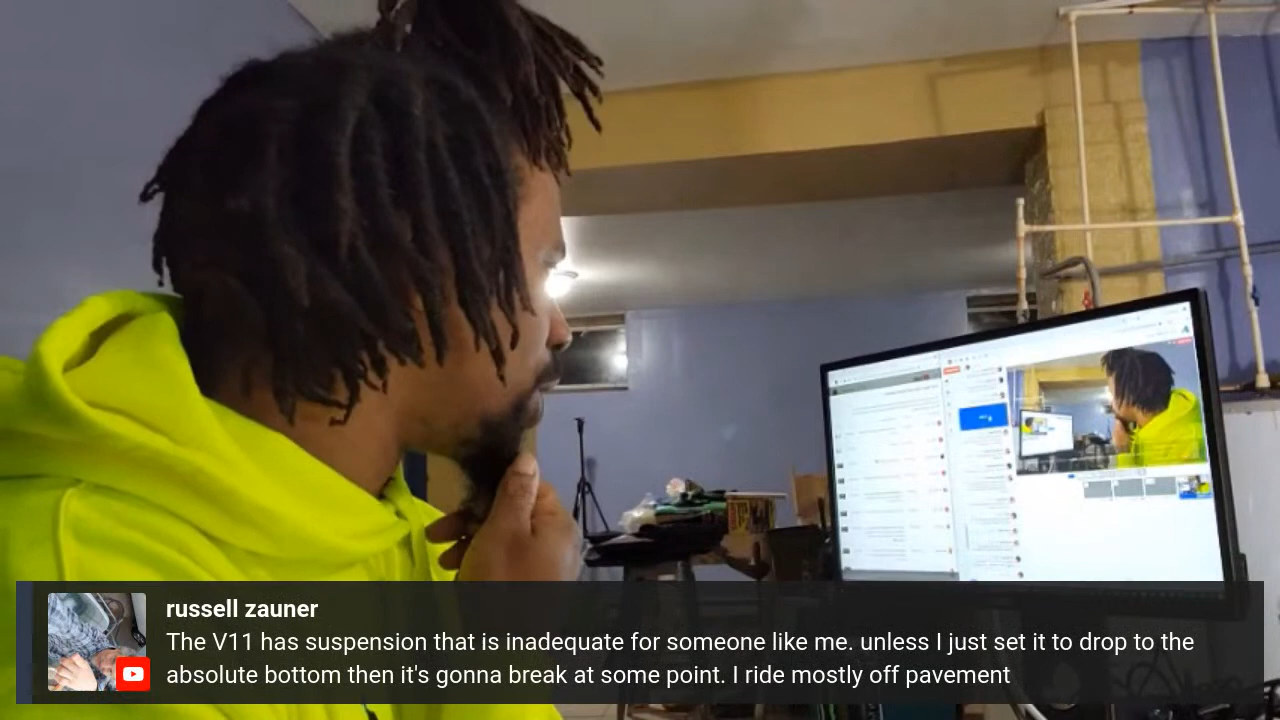 russell zauner
The V11 has suspension that is inadequate for someone like me. unless I just set it to drop to the
absolute bottom then it's gonna break at some point. I ride mostly off pavement